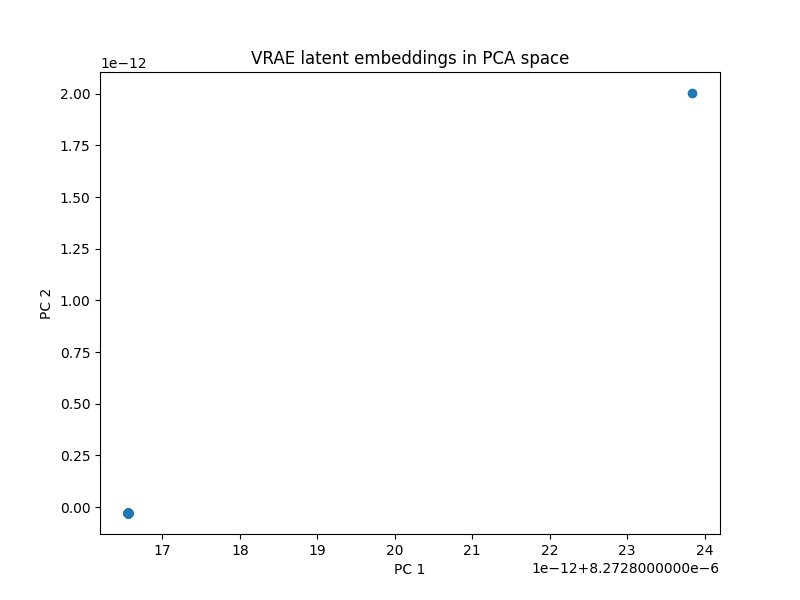 VRAE latent embeddings in PCA space
1e−12
2.00
1.75
1.50
1.25
1.00
0.75
0.50
0.25
0.00
PC 2
17 18 19 20 21 22 23 24
PC 1
1e−12+8.2728000000e−6